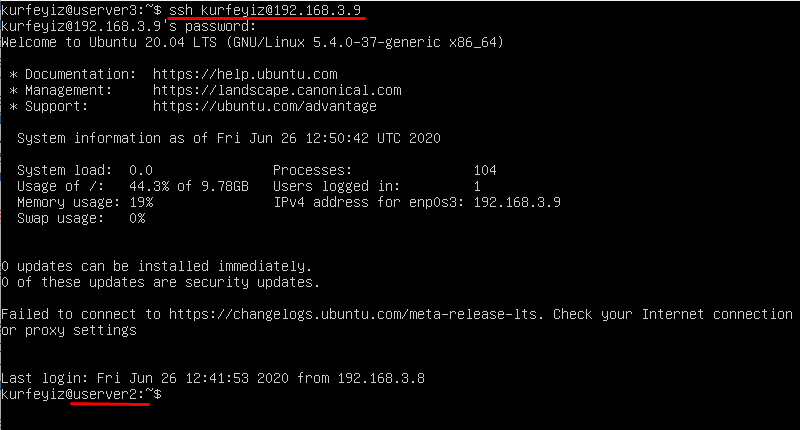 kurfeyiz@userver3:~$ ssh kurfeyiz@192.168.3.9
kurfeyiz@192.168.3.9's password:
Welcome to Ubuntu 20.04 LTS (GNU/Linux 5.4.0-37-generic x86_64)
* Documentation:  https://help.ubuntu.com
* Management:     https://landscape.canonical.com
* Support:        https://ubuntu.com/advantage
System information as of Fri Jun 26 12:50:42 UTC 2020
System load:  0.0               Processes:               104
Usage of /:   44.3% of 9.78GB   Users logged in:         1
Memory usage: 19%               IPv4 address for enp0s3: 192.168.3.9
Swap usage:   0%
0 updates can be installed immediately.
0 of these updates are security updates.
Failed to connect to https://changelogs.ubuntu.com/meta-release-lts. Check your Internet connection
or proxy settings
Last login: Fri Jun 26 12:41:53 2020 from 192.168.3.8
kurfeyiz@userver2:~$